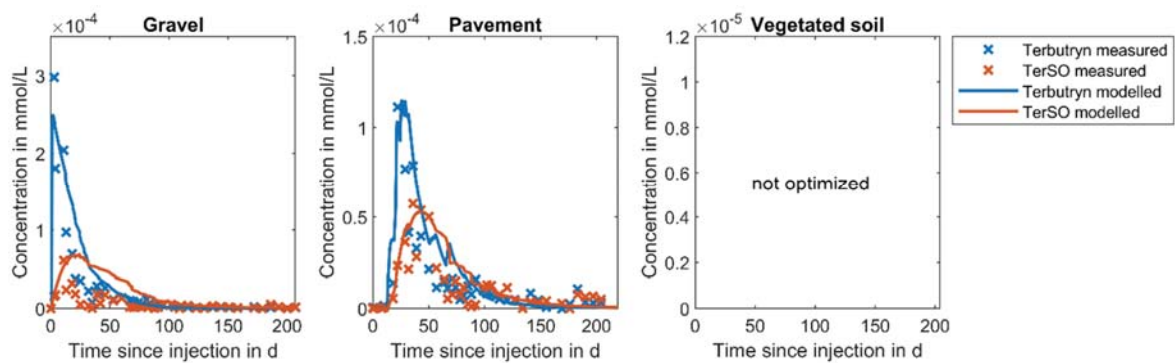 Gravel
×10⁻⁴
3
2
1
0
Concentration in mmol/L
0 50 100 150 200
Time since injection in d
Pavement
×10⁻⁴
1.5
1
0.5
0
Concentration in mmol/L
0 50 100 150 200
Time since injection in d
Vegetated soil
×10⁻⁵
1.2
1
0.8
0.6
0.4
0.2
0
Concentration in mmol/L
not optimized
0 50 100 150 200
Time since injection in d
Terbutryn measured
TerSO measured
Terbutryn modelled
TerSO modelled